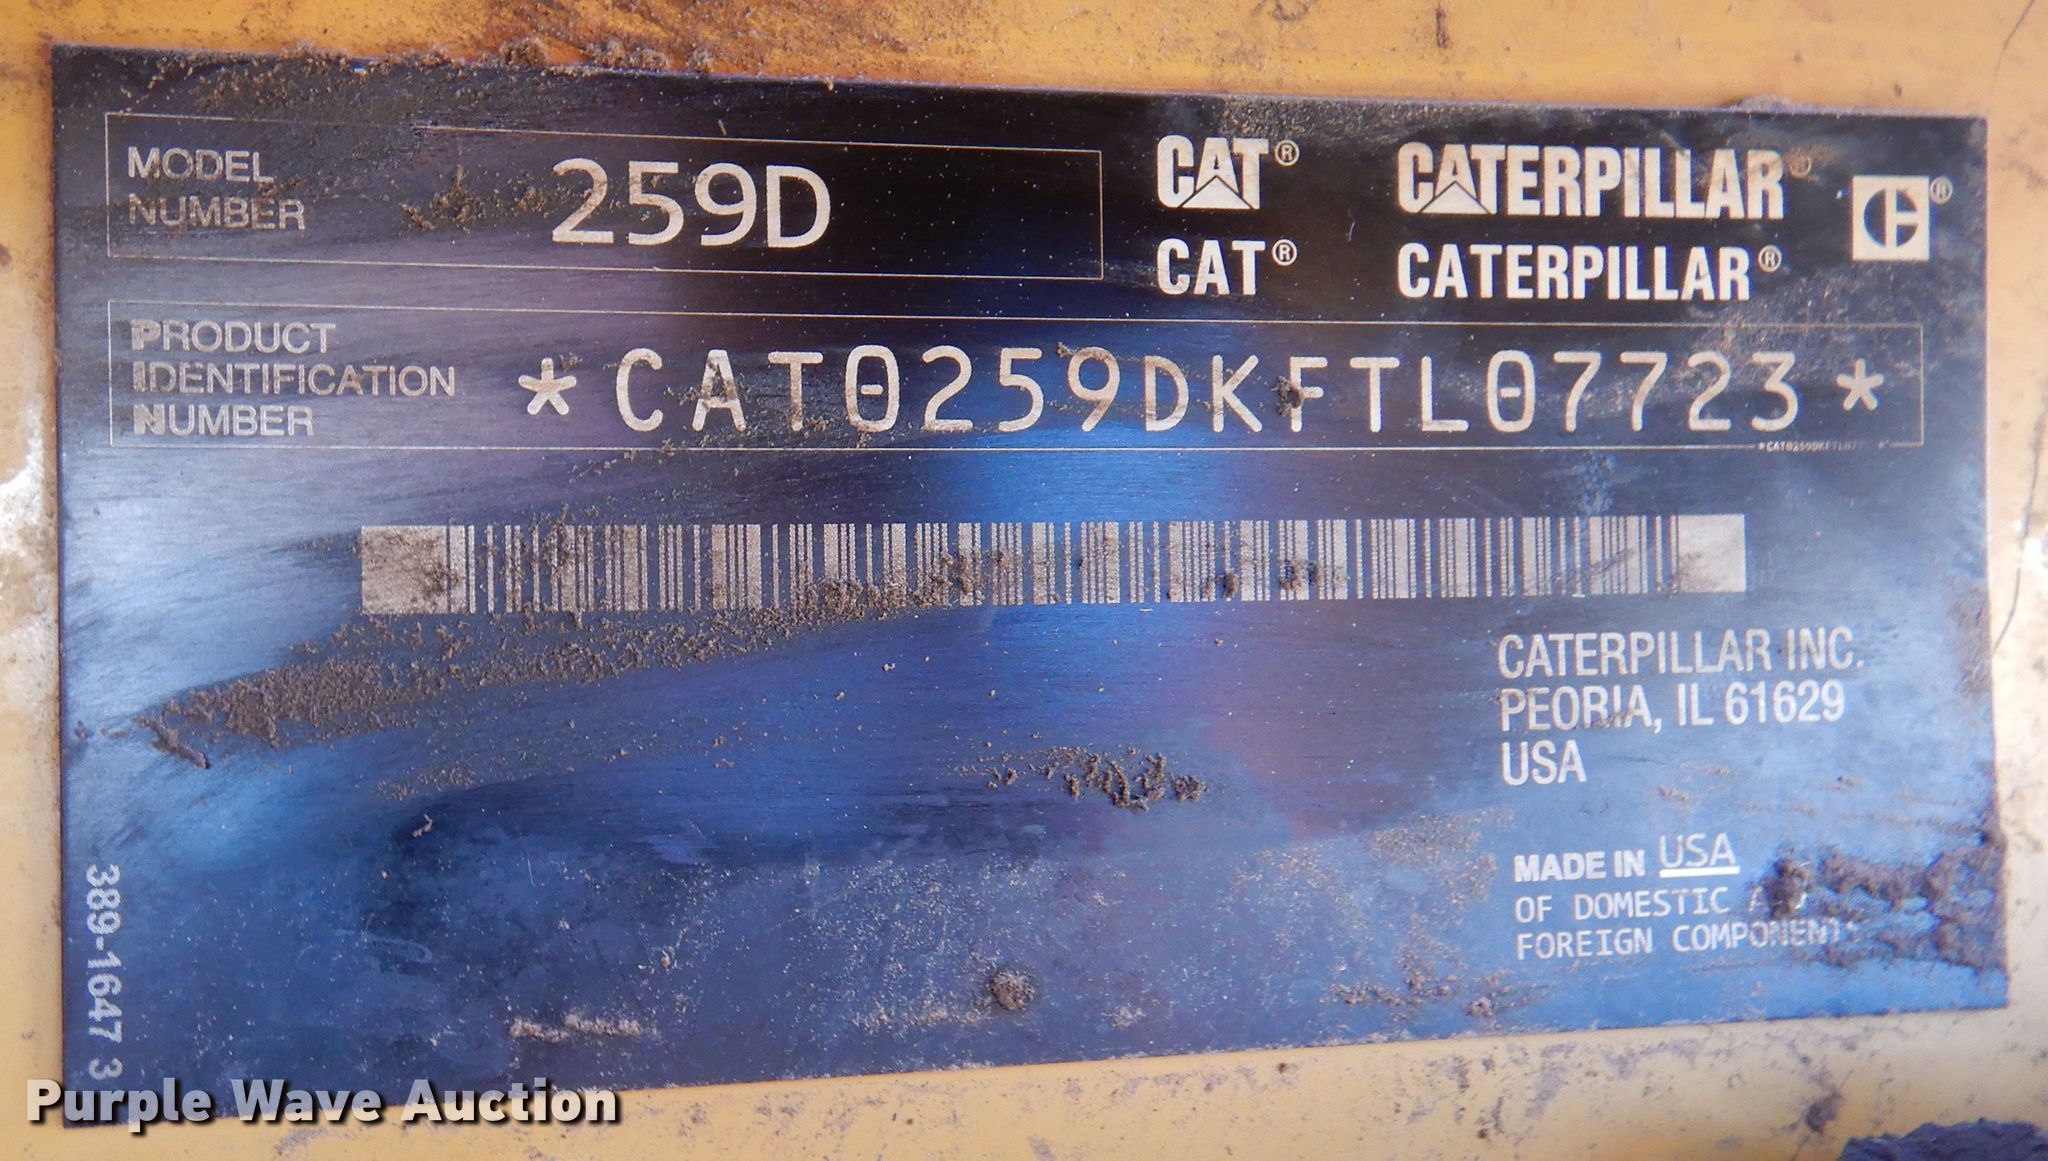 MODEL
NUMBER
259D
CAT® CATERPILLAR® ®
CAT® CATERPILLAR®
PRODUCT
IDENTIFICATION
NUMBER
*CAT0259DKFTL07723*
CATERPILLAR INC.
PEORIA, IL 61629
USA
MADE IN USA
OF DOMESTIC
FOREIGN COMPONENTS
389-1647 3
Purple Wave Auction